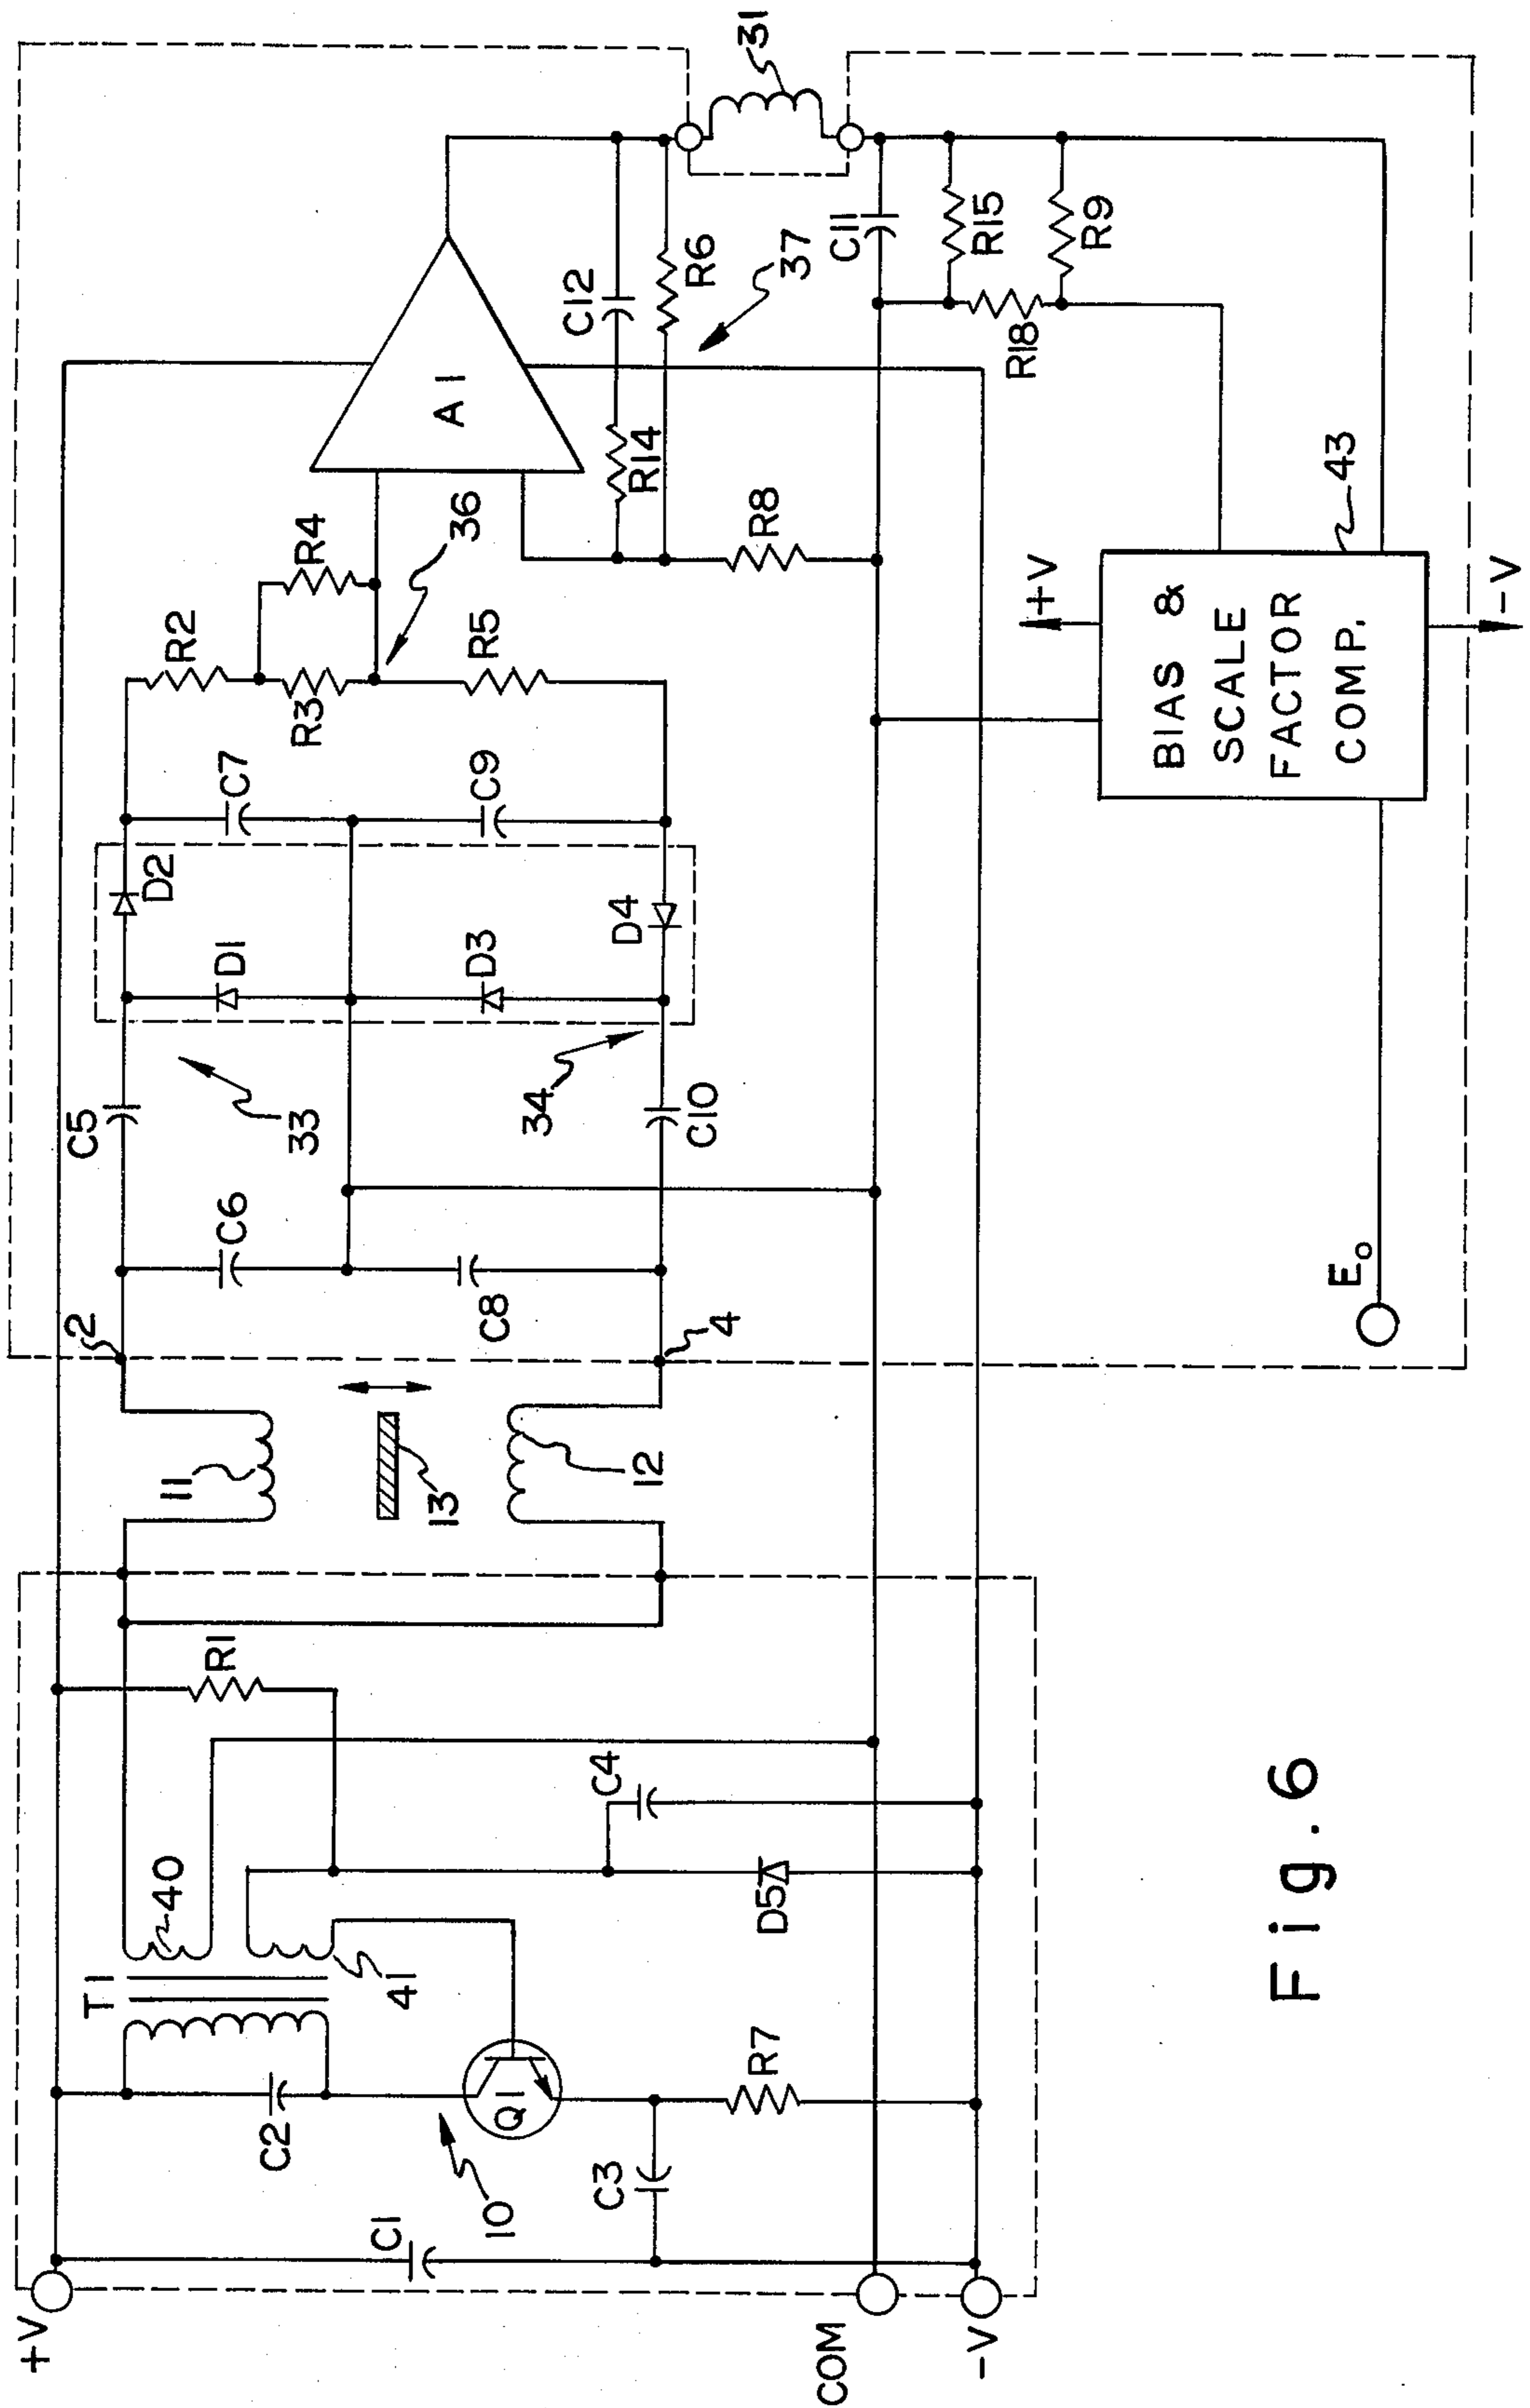 +V
COM
-V
C1
C2
C3
10
Q1
R7
T1
40
41
D5
C4
R1
11
12
13
2
4
C6
C8
C5
C10
33
34
D1
D2
D3
D4
C7
C9
R2
R3
R4
R5
36
A1
R14
C12
R6
R8
37
31
C11
R15
R18
R9
43
+V
-V
BIAS &
SCALE
FACTOR
COMP.
Eo
Fig. 6